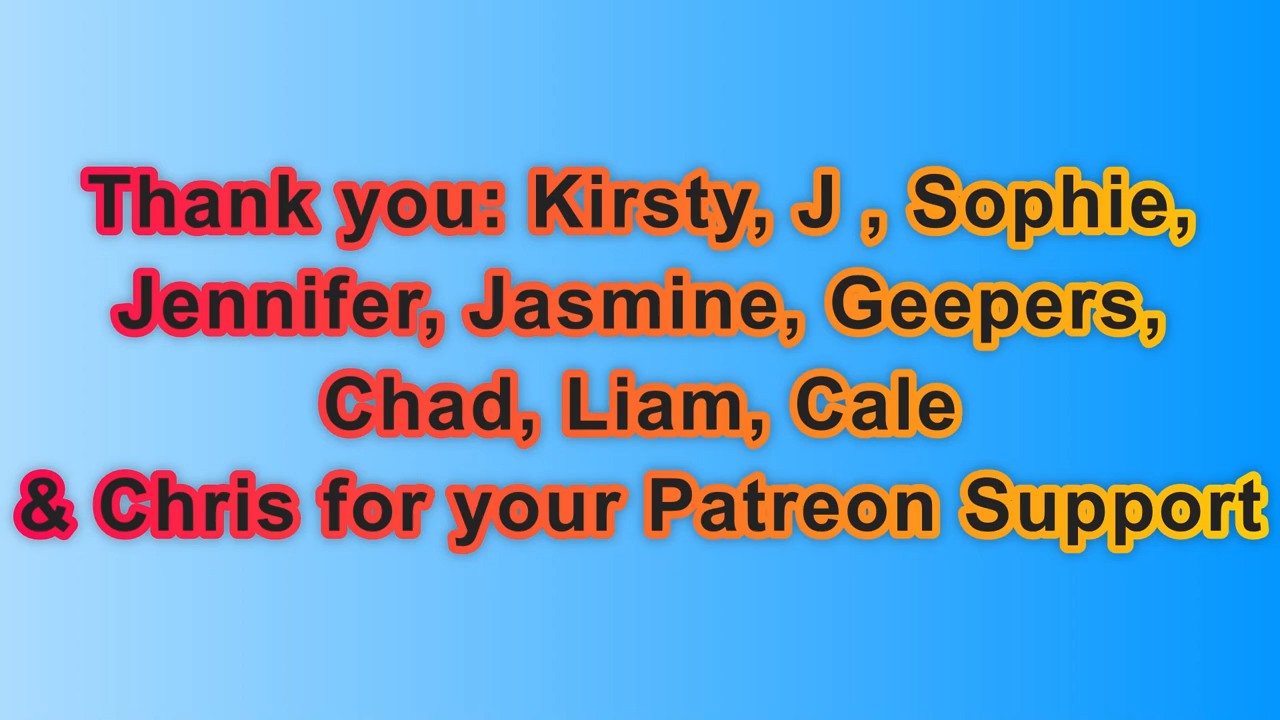 Thank you: Kirsty, J , Sophie,
Jennifer, Jasmine, Geepers,
Chad, Liam, Cale
& Chris for your Patreon Support